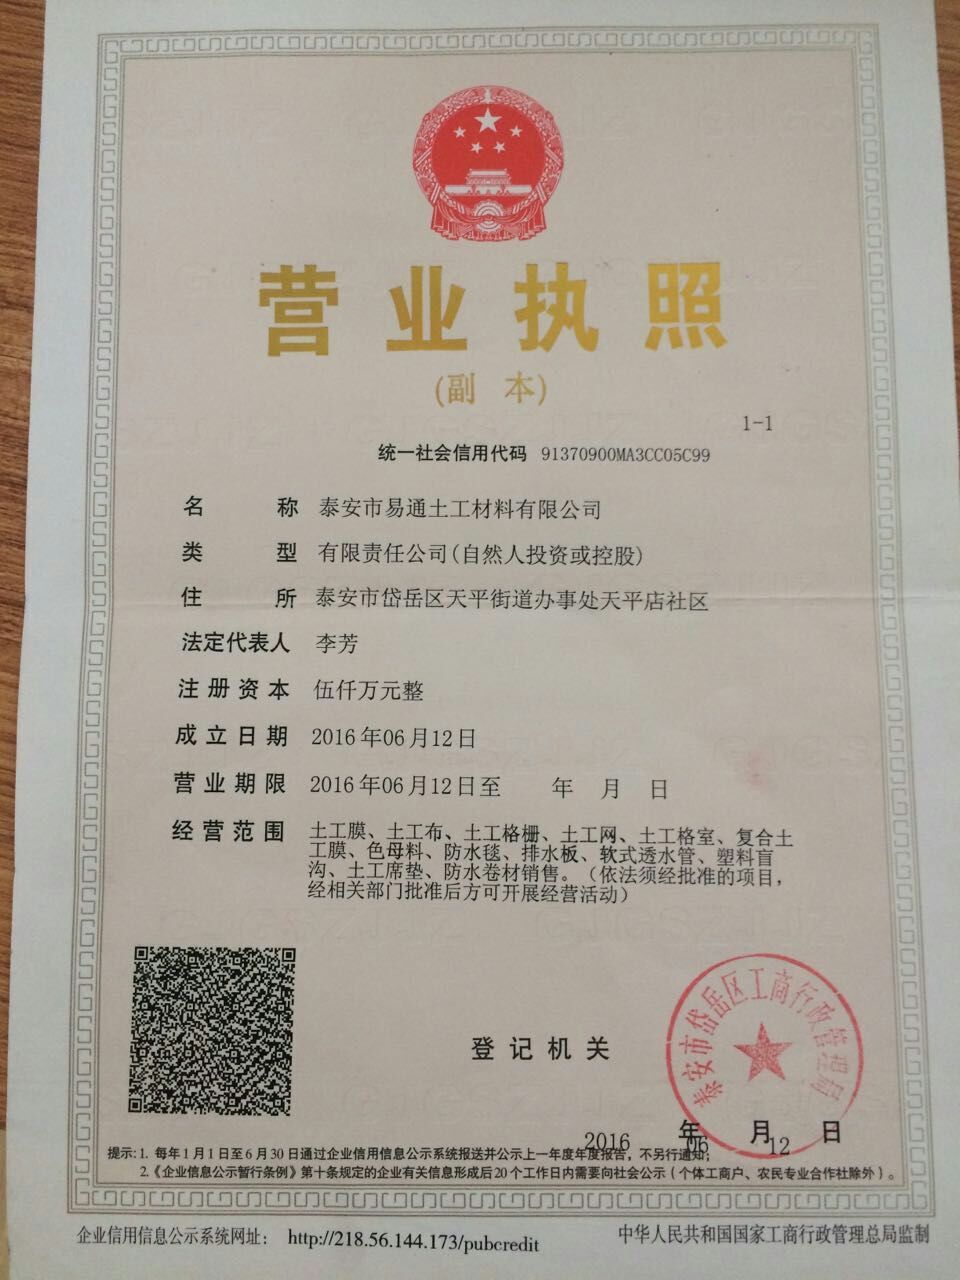 营业执照
(副本)
1-1
统一社会信用代码 91370900MA3CC05C99
名称 泰安市易通土工材料有限公司
类型 有限责任公司(自然人投资或控股)
住所 泰安市岱岳区天平街道办事处天平店社区
法定代表人 李芳
注册资本 伍仟万元整
成立日期 2016年06月12日
营业期限 2016年06月12日至 年 月 日
经营范围 土工膜、土工布、土工格栅、土工网、土工格室、复合土
工膜、色母料、防水毯、排水板、软式透水管、塑料盲
沟、土工席垫、防水卷材销售。(依法须经批准的项目,
经相关部门批准后方可开展经营活动)
登记机关
泰安市岱岳区工商行政管理局
2016年06月12日
提示:1. 每年1月1日至6月30日通过企业信用信息公示系统报送并公示上一年度年度报告,不另行通知;
2.《企业信息公示暂行条例》第十条规定的企业有关信息形成后20个工作日内需要向社会公示(个体工商户、农民专业合作社除外)。
企业信用信息公示系统网址: http://218.56.144.173/pubcredit
中华人民共和国国家工商行政管理总局监制